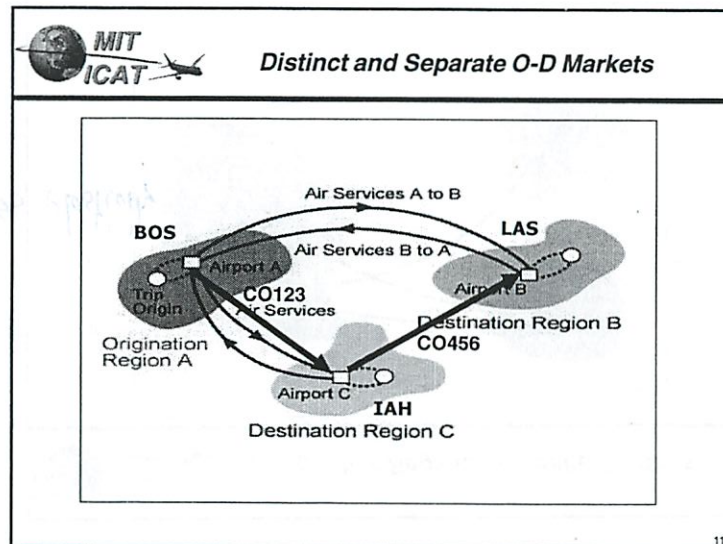 MIT
ICAT
Distinct and Separate O-D Markets
Air Services A to B
BOS
LAS
Air Services B to A
Airport A
Airport B
Trip
Origin
CO123
Air Services
Origination
Region A
Destination Region B
CO456
Airport C
IAH
Destination Region C
11